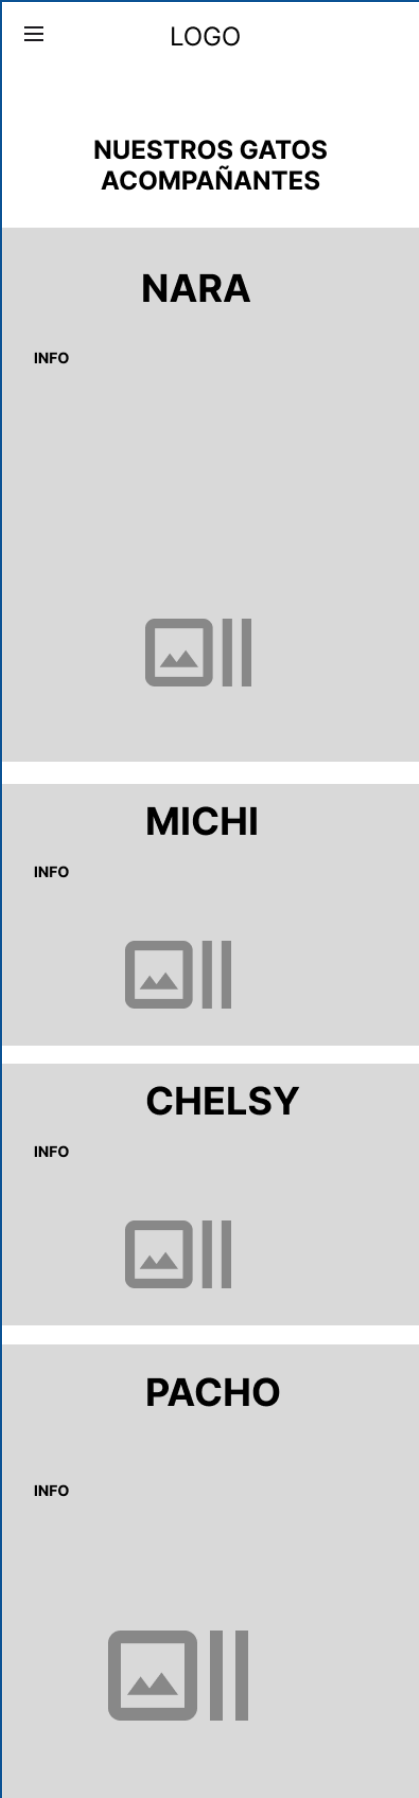 LOGO
NUESTROS GATOS
ACOMPAÑANTES
NARA
INFO
MICHI
INFO
CHELSY
INFO
PACHO
INFO